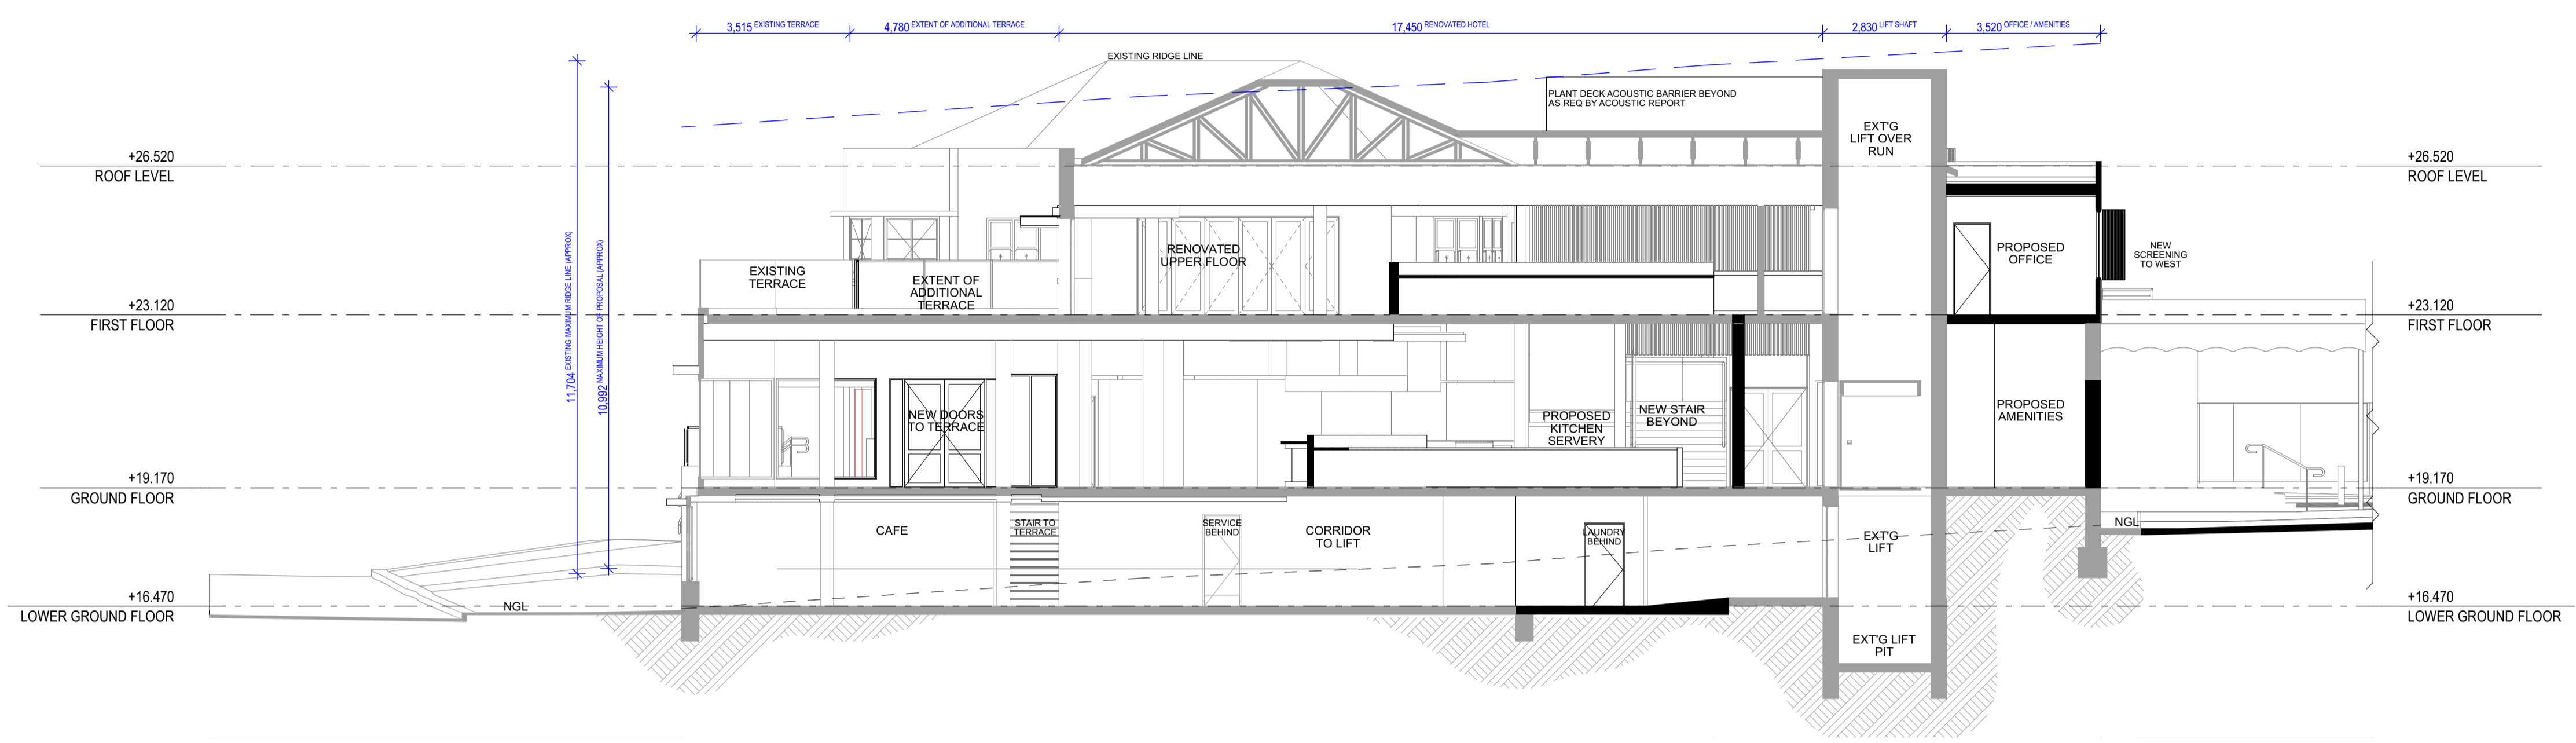 3,515 EXISTING TERRACE
4,780 EXTENT OF ADDITIONAL TERRACE
17,450 RENOVATED HOTEL
2,830 LIFT SHAFT
3,520 OFFICE / AMENITIES
EXISTING RIDGE LINE
PLANT DECK ACOUSTIC BARRIER BEYOND
AS REQ BY ACOUSTIC REPORT
EXT'G
LIFT OVER
RUN
+26.520
ROOF LEVEL
+26.520
ROOF LEVEL
11,704 EXISTING MAXIMUM RIDGE LINE (APPROX)
10,992 MAXIMUM HEIGHT OF PROPOSAL (APPROX)
EXISTING
TERRACE
EXTENT OF
ADDITIONAL
TERRACE
RENOVATED
UPPER FLOOR
PROPOSED
OFFICE
NEW
SCREENING
TO WEST
+23.120
FIRST FLOOR
+23.120
FIRST FLOOR
NEW DOORS
TO TERRACE
PROPOSED
KITCHEN
SERVERY
NEW STAIR
BEYOND
PROPOSED
AMENITIES
+19.170
GROUND FLOOR
+19.170
GROUND FLOOR
CAFE
STAIR TO
TERRACE
SERVICE
BEHIND
CORRIDOR
TO LIFT
LAUNDRY
BEHIND
EXT'G
LIFT
NGL
NGL
+16.470
LOWER GROUND FLOOR
+16.470
LOWER GROUND FLOOR
EXT'G LIFT
PIT